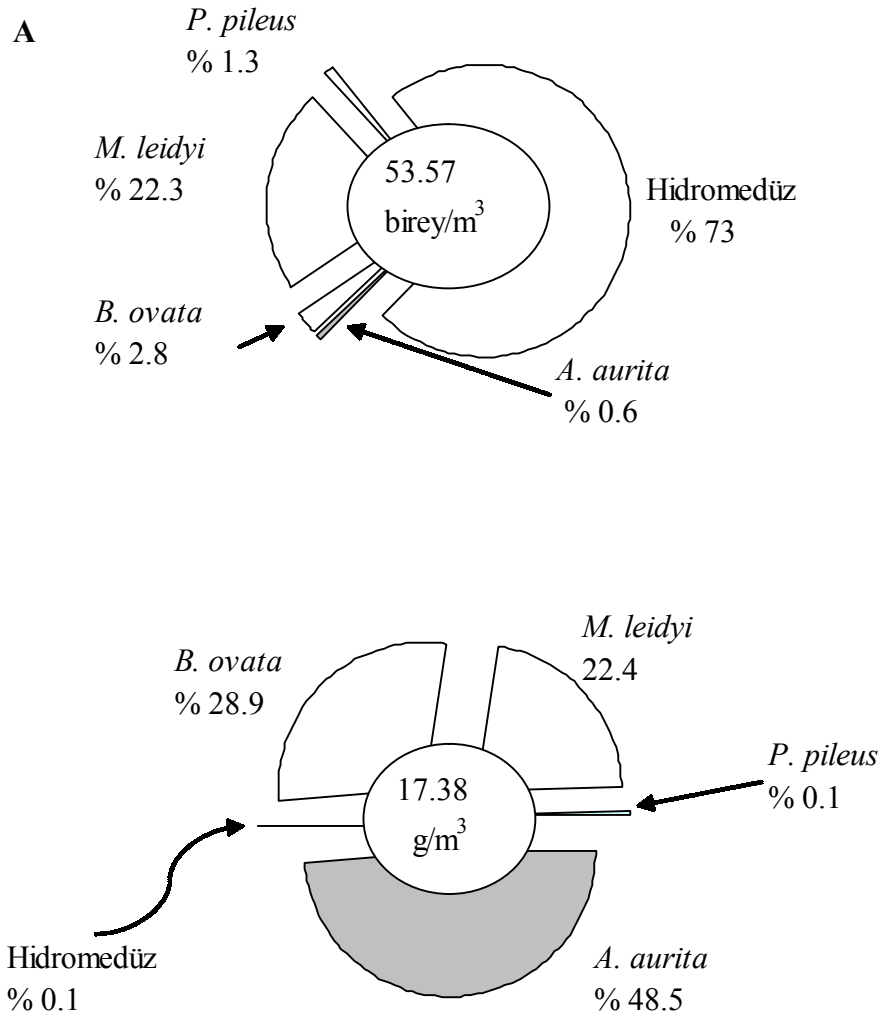 A
P. pileus
% 1.3
M. leidyi
% 22.3
53.57
birey/m³
Hidromedüz
% 73
B. ovata
% 2.8
A. aurita
% 0.6
B. ovata
% 28.9
M. leidyi
22.4
17.38
g/m³
P. pileus
% 0.1
Hidromedüz
% 0.1
A. aurita
% 48.5